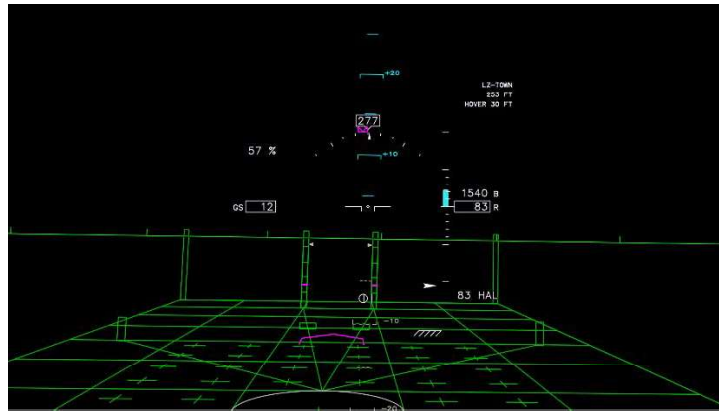 +20
LZ-TOWN
253 FT
HOVER 30 FT
277
57 %
+10
1540 B
GS 12
83 R
83 HAL
-10
-20